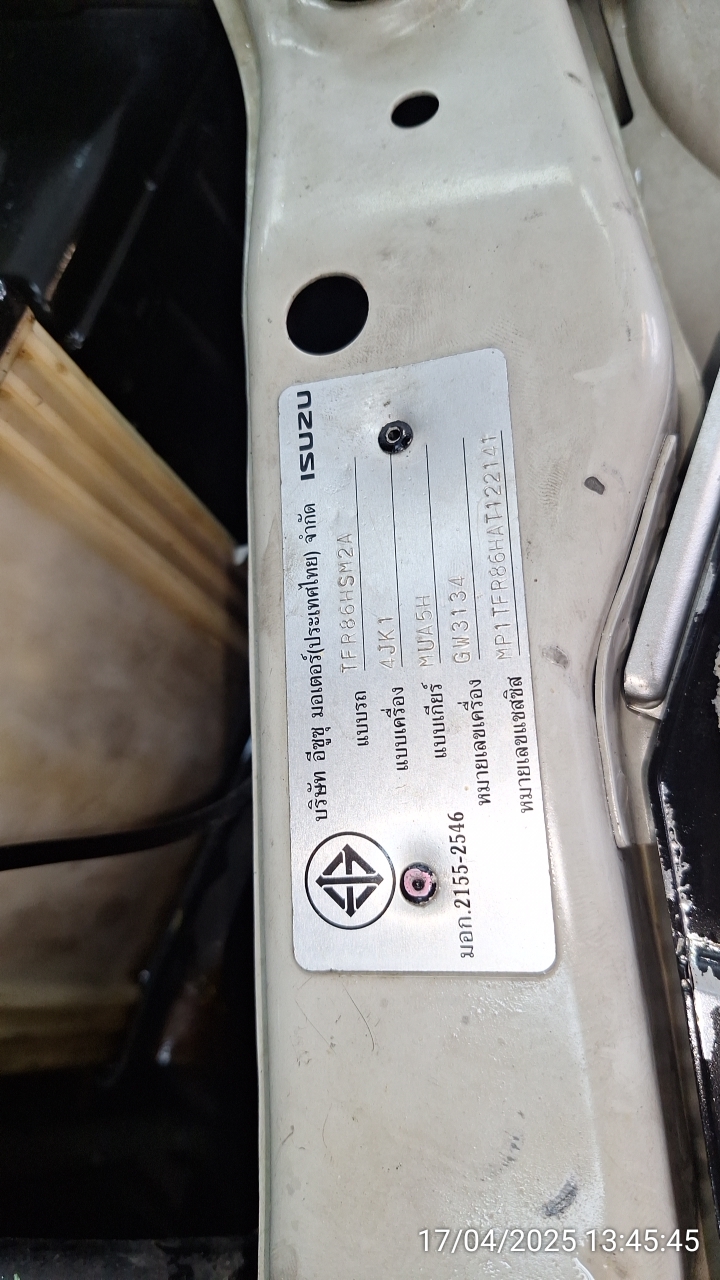 บริษัท อีซูซุ มอเตอร์(ประเทศไทย) จำกัด ISUZU
แบบรถ TFR86HSM2A
แบบเครื่อง 4JK1
แบบเกียร์ MUA5H
หมายเลขเครื่อง GW3134
หมายเลขแชสซิส MP1TFR86HAT122141
มอก.2155-2546
17/04/2025 13:45:45